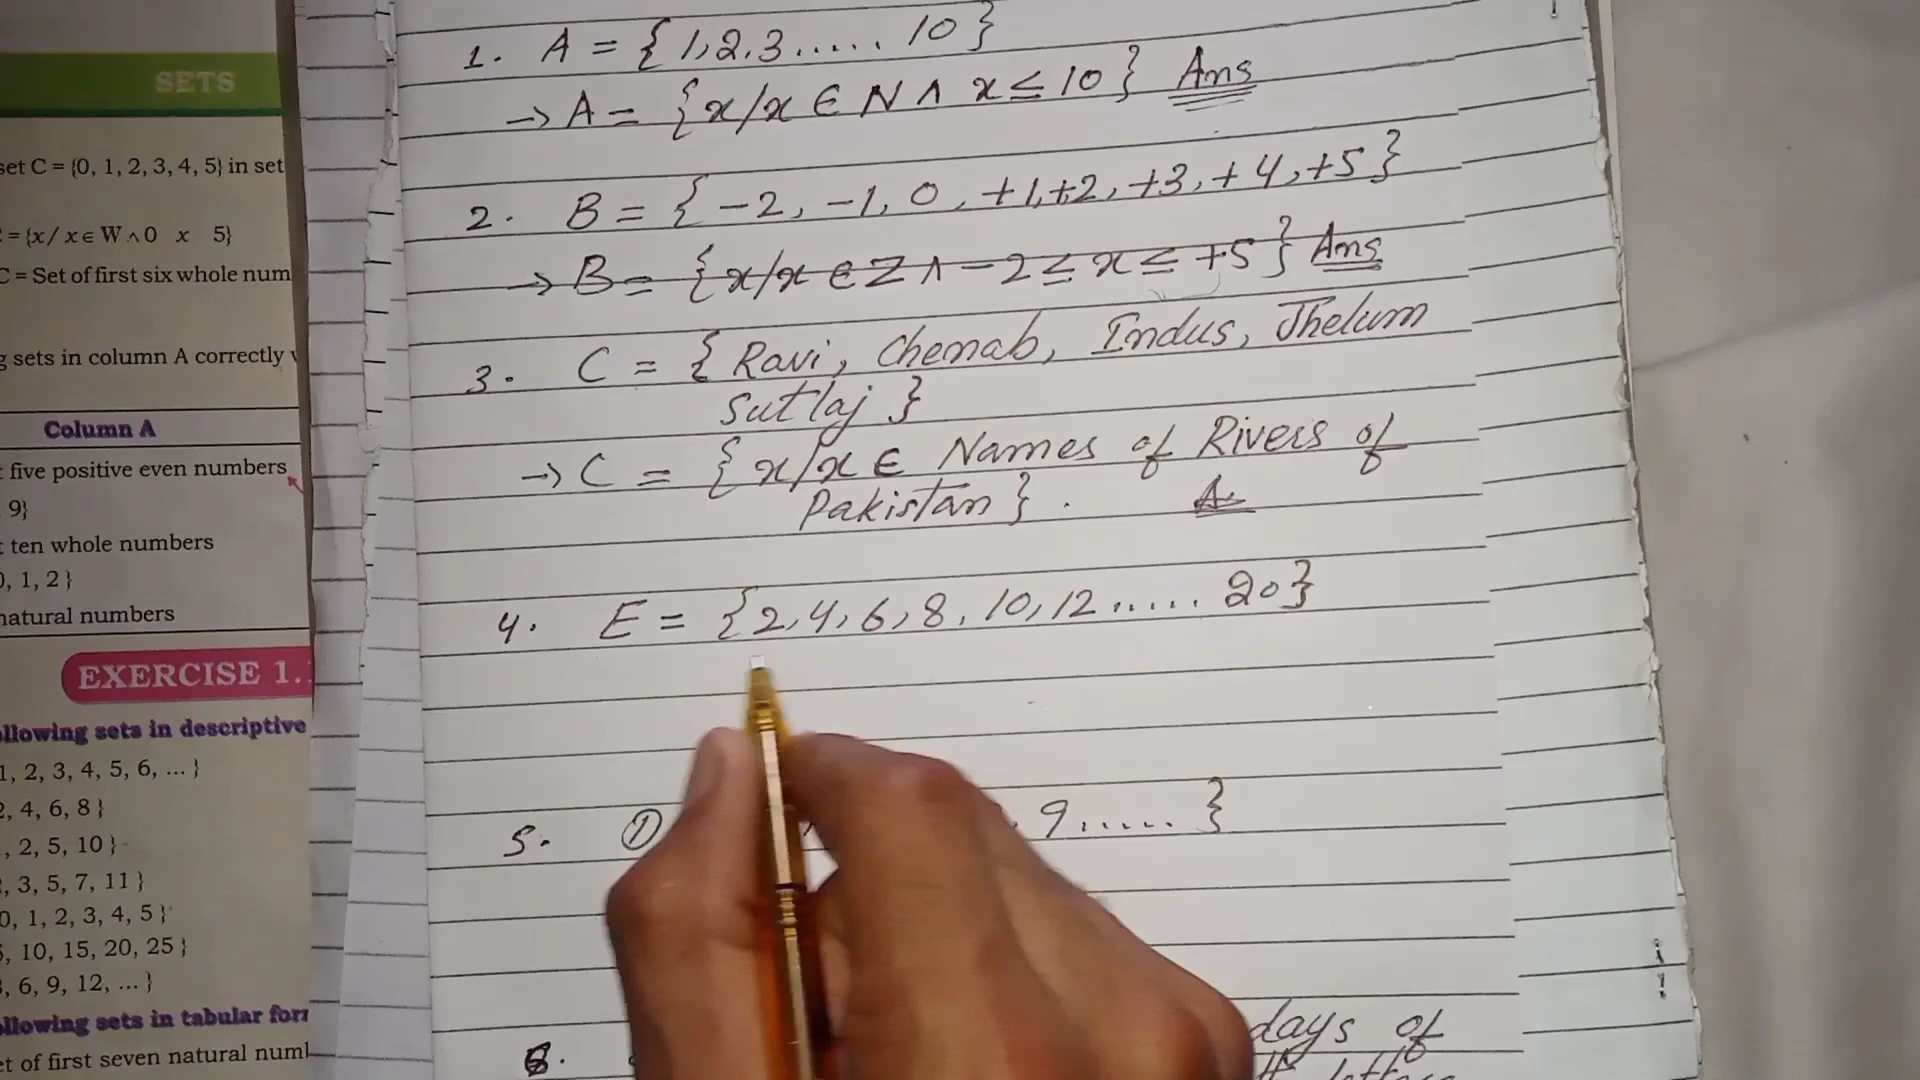 SETS
set C = {0, 1, 2, 3, 4, 5} in set
= {x/ x ∈ W ∧ 0 x 5}
C = Set of first six whole num
g sets in column A correctly
Column A
five positive even numbers
9}
ten whole numbers
0, 1, 2}
natural numbers
EXERCISE 1.
llowing sets in descriptive
1, 2, 3, 4, 5, 6, ... }
2, 4, 6, 8 }
, 2, 5, 10 }
, 3, 5, 7, 11 }
0, 1, 2, 3, 4, 5 }
, 10, 15, 20, 25 }
, 6, 9, 12, ... }
llowing sets in tabular for
et of first seven natural num
1. A = {1,2,3..... 10}
→ A = {x/x ∈ N ∧ x ≤ 10} Ans
2. B = {-2, -1, 0, +1, +2, +3, +4, +5}
→ B = {x/x ∈ Z ∧ -2 ≤ x ≤ +5} Ans
3. C = {Ravi, Chenab, Indus, Jhelum
Sutlaj}
→ C = {x/x ∈ Names of Rivers of
Pakistan}.
4. E = {2,4,6,8,10,12..... 20}
5. ① 9..... }
6. days of